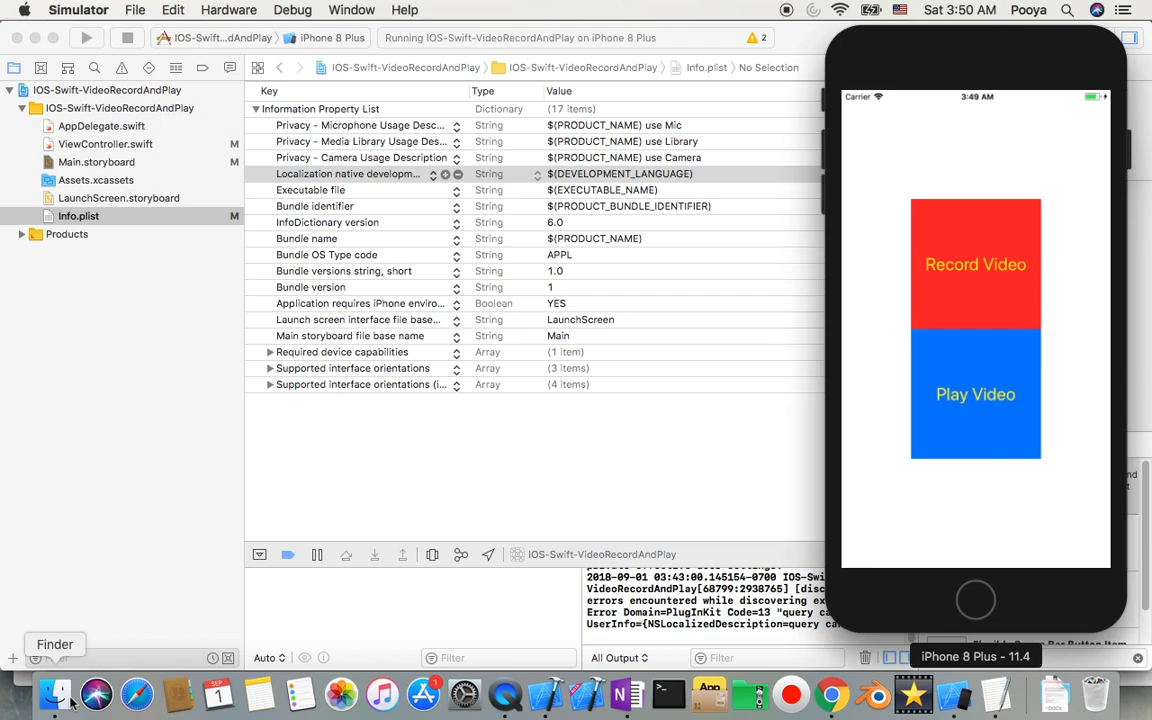 Simulator File Edit Hardware Debug Window Help Sat 3:50 AM Pooya
IOS-Swift...dAndPlay iPhone 8 Plus Running IOS-Swift-VideoRecordAndPlay on iPhone 8 Plus 2
IOS-Swift-VideoRecordAndPlay IOS-Swift-VideoRecordAndPlay Info.plist No Selection
IOS-Swift-VideoRecordAndPlay
IOS-Swift-VideoRecordAndPlay
AppDelegate.swift
ViewController.swift M
Main.storyboard M
Assets.xcassets
LaunchScreen.storyboard
Info.plist M
Products
Key Type Value
Information Property List Dictionary (17 items)
Privacy - Microphone Usage Desc... String $(PRODUCT_NAME) use Mic
Privacy - Media Library Usage Des... String $(PRODUCT_NAME) use Library
Privacy - Camera Usage Description String $(PRODUCT_NAME) use Camera
Localization native developm... String $(DEVELOPMENT_LANGUAGE)
Executable file String $(EXECUTABLE_NAME)
Bundle identifier String $(PRODUCT_BUNDLE_IDENTIFIER)
InfoDictionary version String 6.0
Bundle name String $(PRODUCT_NAME)
Bundle OS Type code String APPL
Bundle versions string, short String 1.0
Bundle version String 1
Application requires iPhone enviro... Boolean YES
Launch screen interface file base... String LaunchScreen
Main storyboard file base name String Main
Required device capabilities Array (1 item)
Supported interface orientations Array (3 items)
Supported interface orientations (i... Array (4 items)
Carrier 3:49 AM
Record Video
Play Video
IOS-Swift-VideoRecordAndPlay
2018-09-01 03:43:00.145154-0700 IOS-Swi
VideoRecordAndPlay[68799:2938765] [disc
errors encountered while discovering ex
Error Domain=PlugInKit Code=13 "query ca
UserInfo={NSLocalizedDescription=query ca
Finder
Auto Filter All Output Filter
iPhone 8 Plus - 11.4
SEP
1
1
App
DOCX